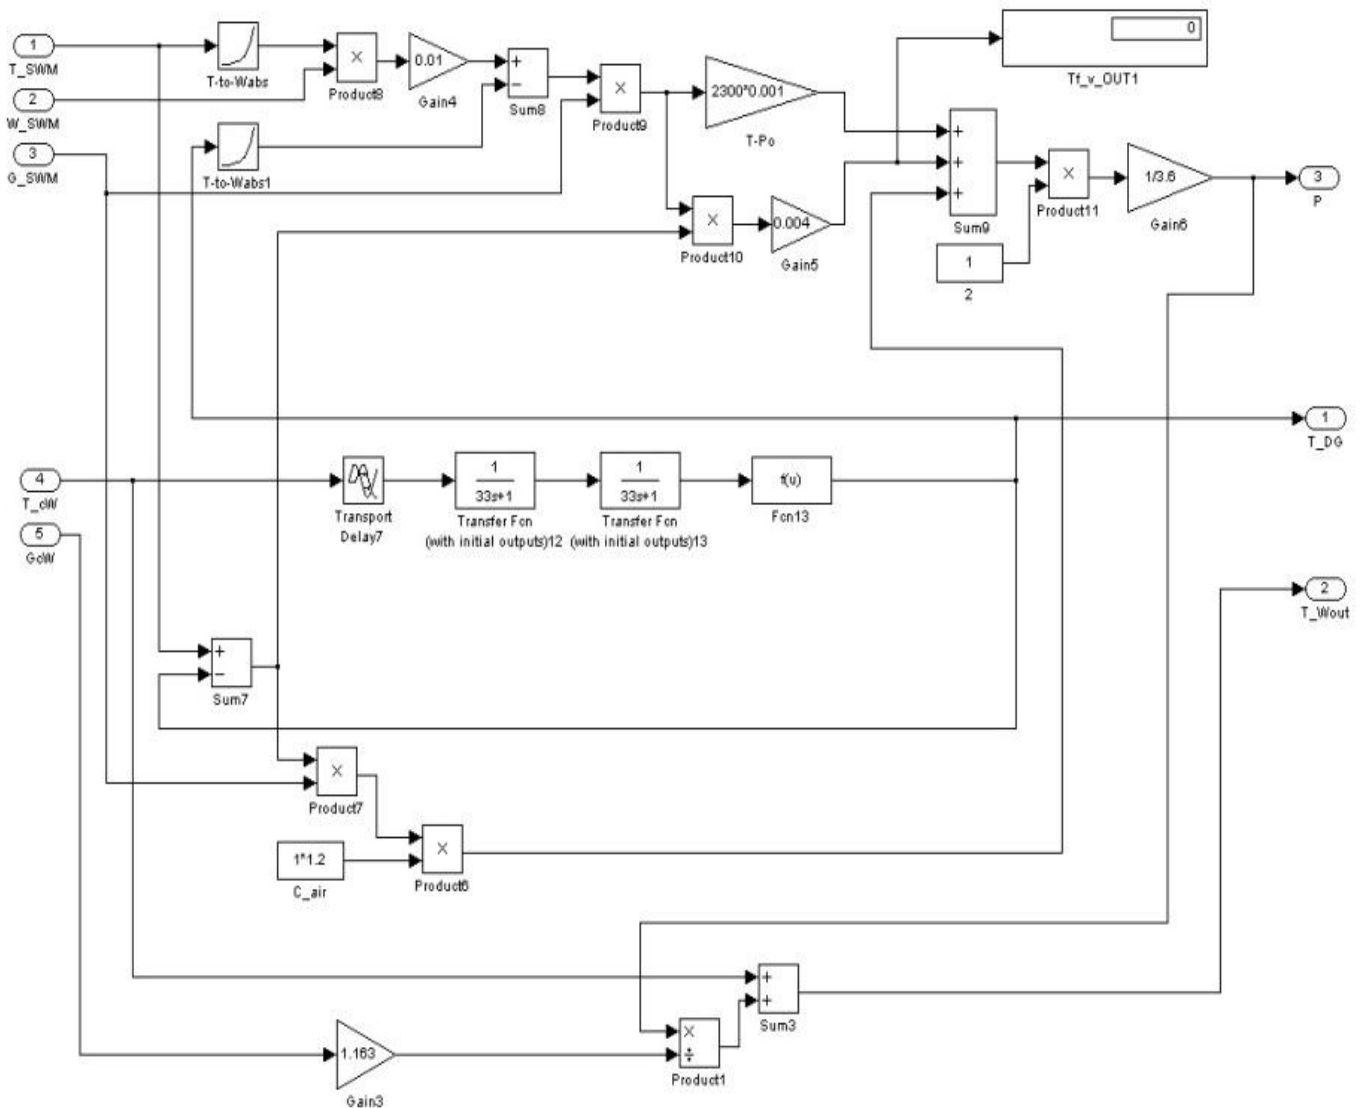 1
T_SWM
2
W_SWM
3
G_SWM
T-to-Wabs
×
Product8
0.01
Gain4
+
−
Sum8
×
Product9
2300*0.001
T-Po
0
Tf_v_OUT1
T-to-Wabs1
×
Product10
0.004
Gain5
+
+
+
Sum9
×
Product11
1
2
1/3.6
Gain6
3
P
1
T_DG
4
T_cW
5
GcW
Transport
Delay7
1
33s+1
Transfer Fcn
(with initial outputs)12
1
33s+1
Transfer Fcn
(with initial outputs)13
f(u)
Fcn13
2
T_Wout
+
−
Sum7
×
Product7
1*1.2
C_air
×
Product6
+
+
Sum3
×
÷
Product1
1.163
Gain3